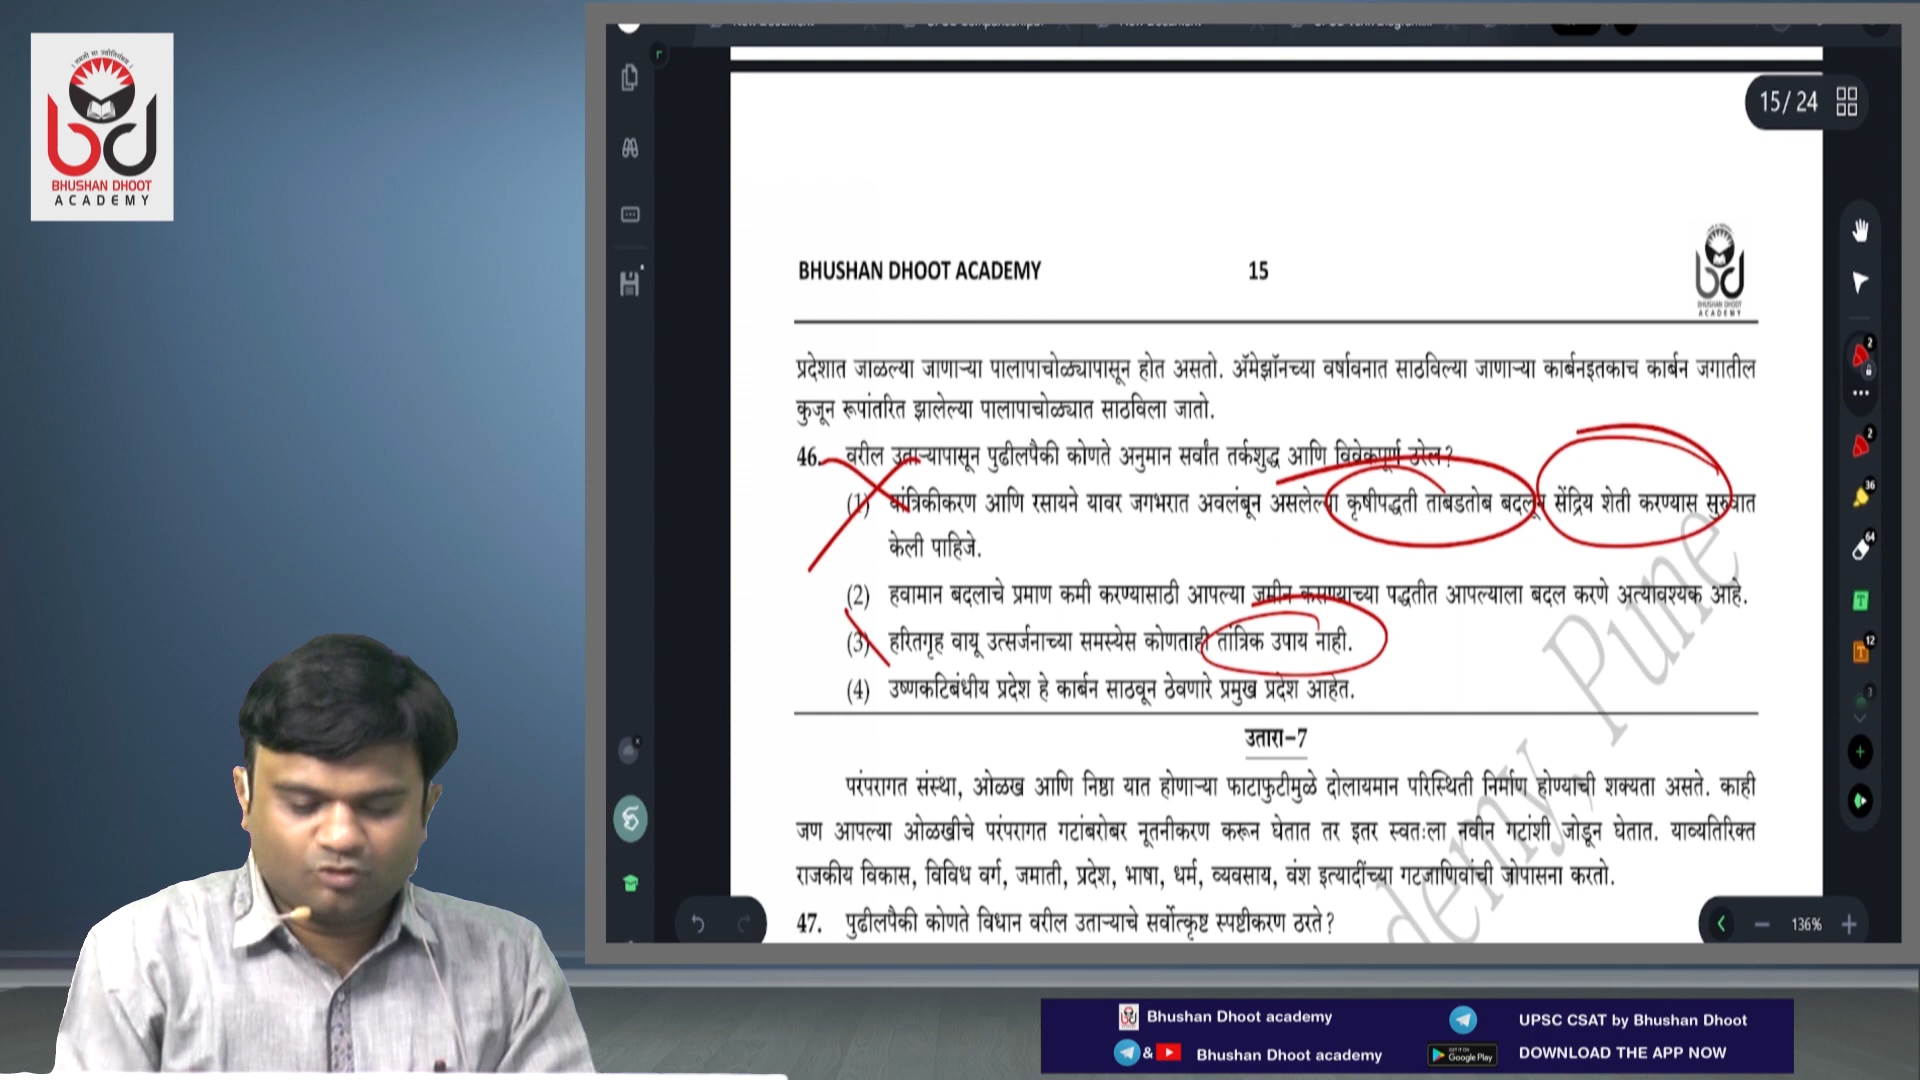 । तमसो मा ज्योतिर्गमय ।
bd
BHUSHAN DHOOT
ACADEMY
15/ 24
BHUSHAN DHOOT ACADEMY 15
bd
BHUSHAN DHOOT
ACADEMY
प्रदेशात जाळल्या जाणाऱ्या पालापाचोळ्यापासून होत असतो. ॲमेझॉनच्या वर्षावनात साठविल्या जाणाऱ्या कार्बनइतकाच कार्बन जगातील
कुजून रूपांतरित झालेल्या पालापाचोळ्यात साठविला जातो.
46. वरील उताऱ्यापासून पुढीलपैकी कोणते अनुमान सर्वांत तर्कशुद्ध आणि विवेकपूर्ण ठरेल?
(1) यांत्रिकीकरण आणि रसायने यावर जगभरात अवलंबून असलेल्या कृषीपद्धती ताबडतोब बदलून सेंद्रिय शेती करण्यास सुरुवात
केली पाहिजे.
(2) हवामान बदलाचे प्रमाण कमी करण्यासाठी आपल्या जमीन कसण्याच्या पद्धतीत आपल्याला बदल करणे अत्यावश्यक आहे.
(3) हरितगृह वायू उत्सर्जनाच्या समस्येस कोणताही तांत्रिक उपाय नाही.
(4) उष्णकटिबंधीय प्रदेश हे कार्बन साठवून ठेवणारे प्रमुख प्रदेश आहेत.
उतारा-7
परंपरागत संस्था, ओळख आणि निष्ठा यात होणाऱ्या फाटाफुटीमुळे दोलायमान परिस्थिती निर्माण होण्याची शक्यता असते. काही
जण आपल्या ओळखीचे परंपरागत गटांबरोबर नूतनीकरण करून घेतात तर इतर स्वतःला नवीन गटांशी जोडून घेतात. याव्यतिरिक्त
राजकीय विकास, विविध वर्ग, जमाती, प्रदेश, भाषा, धर्म, व्यवसाय, वंश इत्यादींच्या गटजाणिवांची जोपासना करतो.
47. पुढीलपैकी कोणते विधान वरील उताऱ्याचे सर्वोत्कृष्ट स्पष्टीकरण ठरते?
demy, Pune
136%
Bhushan Dhoot academy
UPSC CSAT by Bhushan Dhoot
& Bhushan Dhoot academy
Google Play
DOWNLOAD THE APP NOW